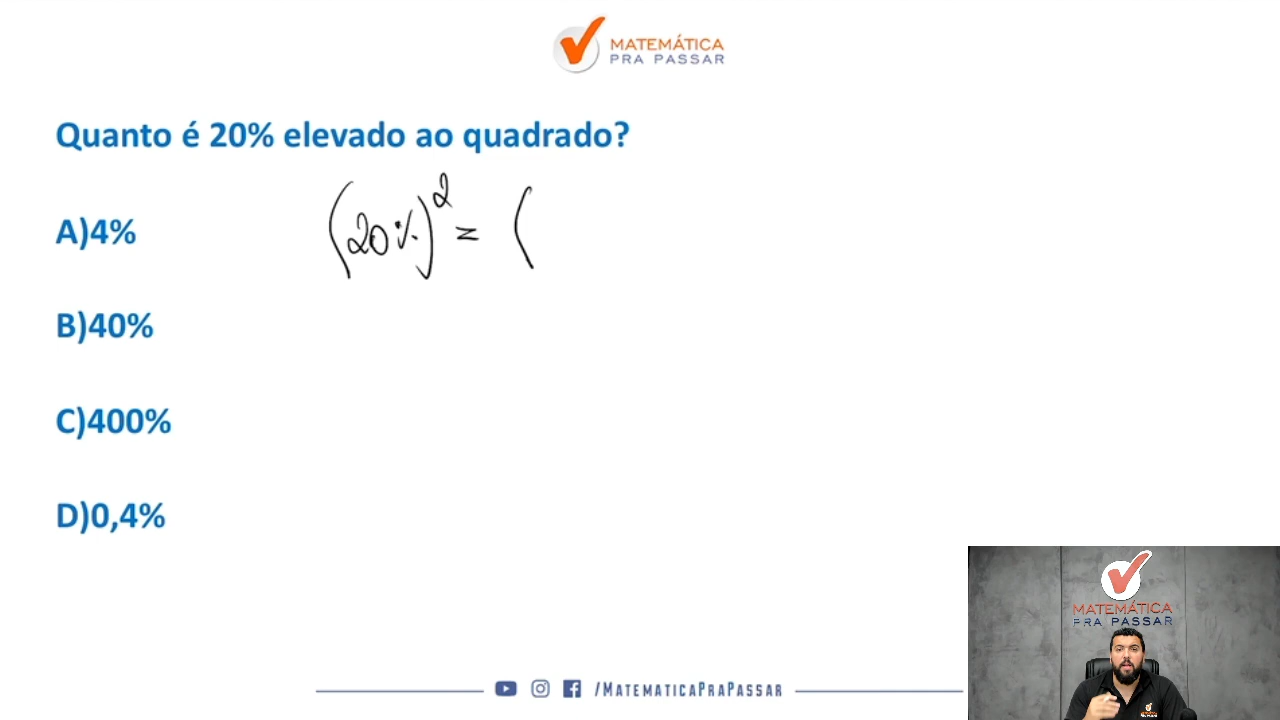 MATEMÁTICA
PRA PASSAR
Quanto é 20% elevado ao quadrado?
(20%)² = (
A)4%
B)40%
C)400%
D)0,4%
MATEMÁTICA
PRA PASSAR
/MATEMATICAPRAPASSAR